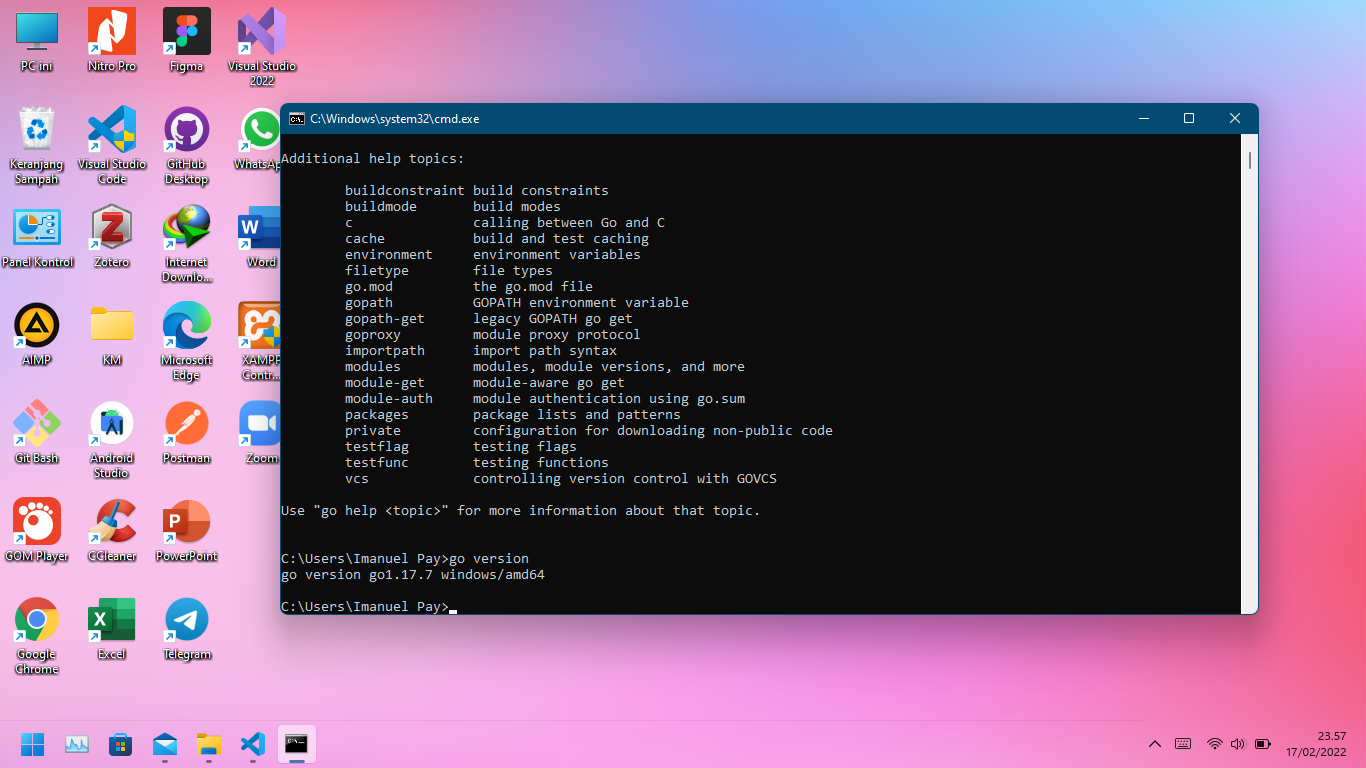 PC ini
Nitro Pro
Figma
Visual Studio
2022
Keranjang
Sampah
Visual Studio
Code
GitHub
Desktop
WhatsApp
Panel Kontrol
Zotero
Internet
Downlo...
Word
AIMP
KM
Microsoft
Edge
XAMPP
Contr...
Git Bash
Android
Studio
Postman
Zoom
GOM Player
CCleaner
PowerPoint
Google
Chrome
Excel
Telegram
C:\Windows\system32\cmd.exe
Additional help topics:
buildconstraint build constraints
buildmode build modes
c calling between Go and C
cache build and test caching
environment environment variables
filetype file types
go.mod the go.mod file
gopath GOPATH environment variable
gopath-get legacy GOPATH go get
goproxy module proxy protocol
importpath import path syntax
modules modules, module versions, and more
module-get module-aware go get
module-auth module authentication using go.sum
packages package lists and patterns
private configuration for downloading non-public code
testflag testing flags
testfunc testing functions
vcs controlling version control with GOVCS
Use "go help <topic>" for more information about that topic.
C:\Users\Imanuel Pay>go version
go version go1.17.7 windows/amd64
C:\Users\Imanuel Pay>
23.57
17/02/2022